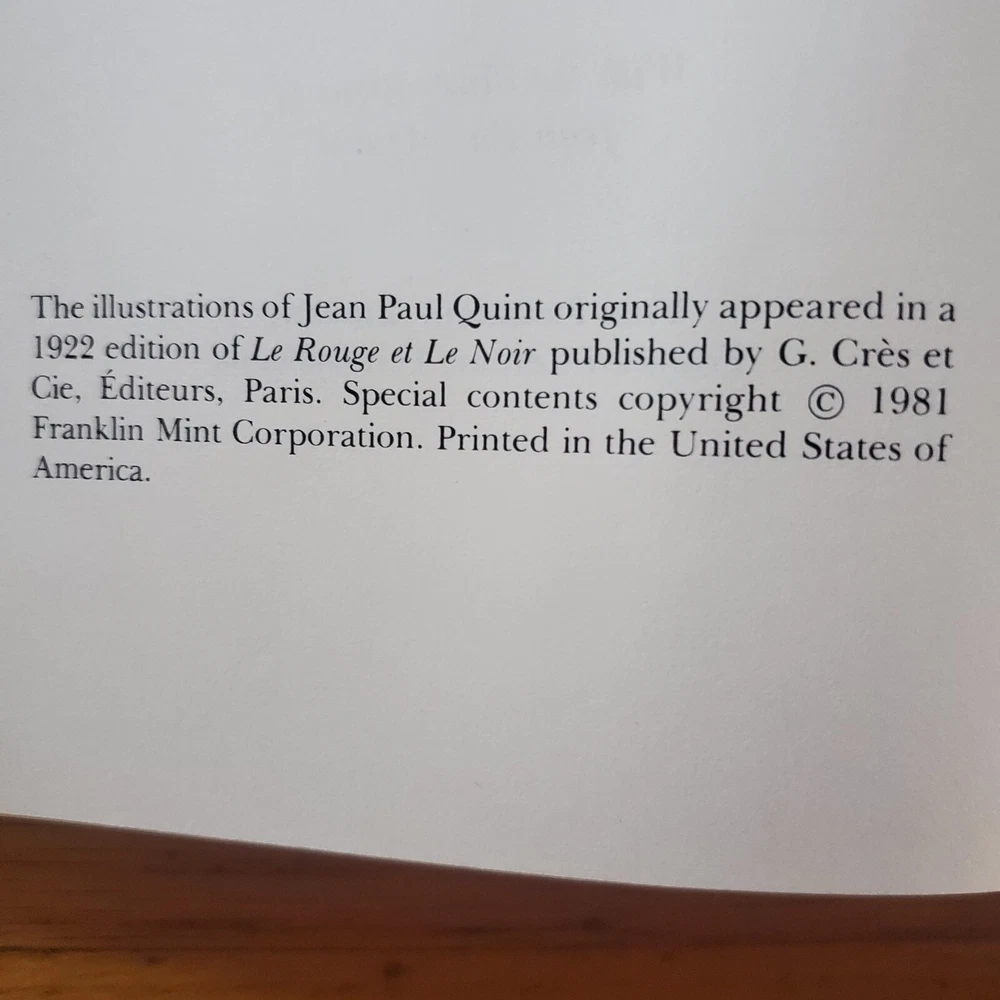 The illustrations of Jean Paul Quint originally appeared in a
1922 edition of Le Rouge et Le Noir published by G. Crès et
Cie, Éditeurs, Paris. Special contents copyright © 1981
Franklin Mint Corporation. Printed in the United States of
America.